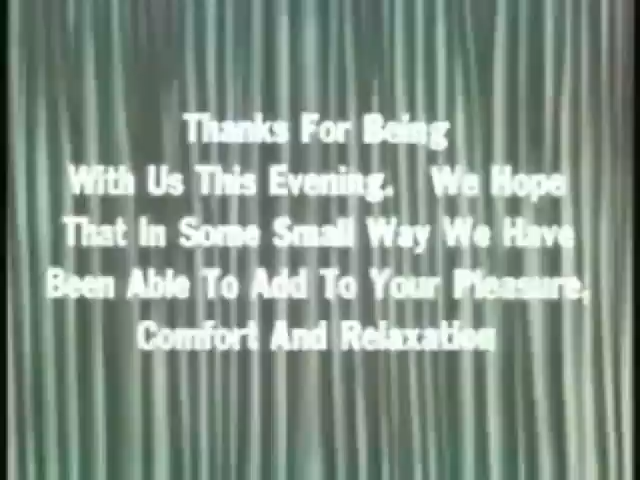 Thanks For Being
With Us This Evening. We Hope
That In Some Small Way We Have
Been Able To Add To Your Pleasure,
Comfort And Relaxation